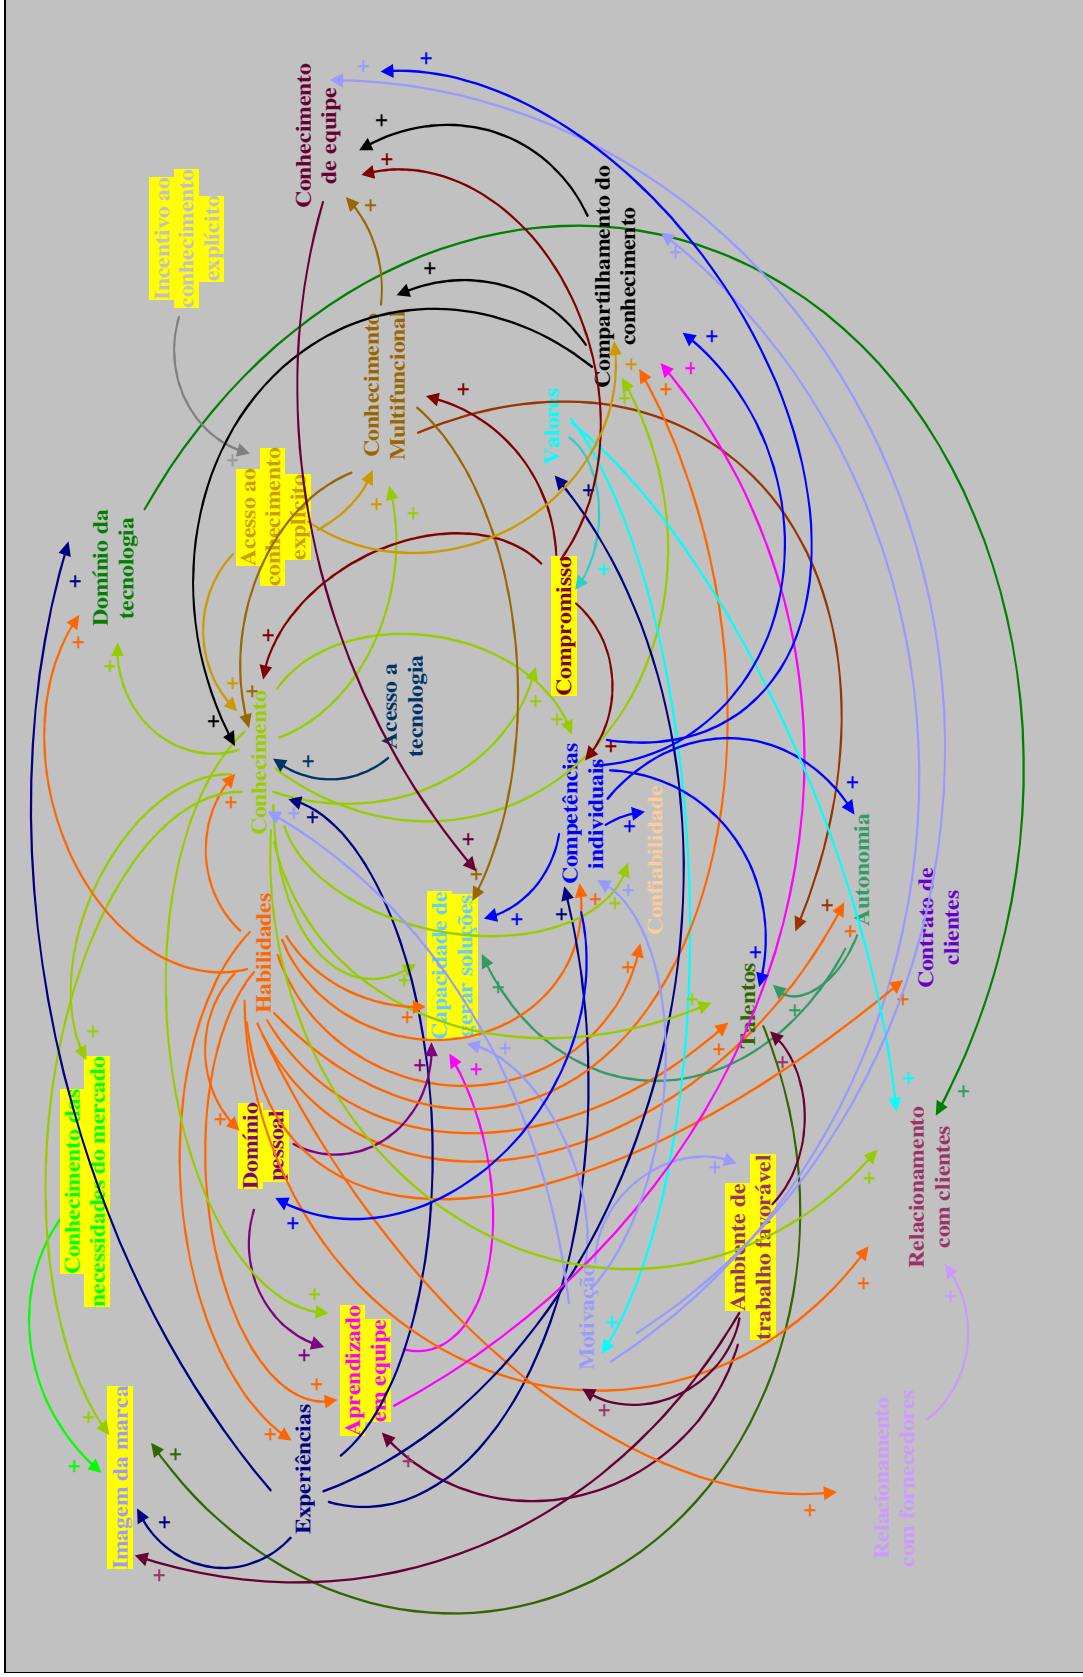 Conhecimento
de equipe
Incentivo ao
conhecimento
explícito
Compartilhamento do
conhecimento
Conhecimento
Multifuncional
Valores
Acesso ao
conhecimento
explícito
Domínio da
tecnologia
Compromisso
Acesso a
tecnologia
Conhecimento
Competências
individuais
Confiabilidade
Autonomia
Contrato de
clientes
Habilidades
Capacidade de
gerar soluções
Talentos
Conhecimento das
necessidades do mercado
Domínio
pessoal
Relacionamento
com clientes
Ambiente de
trabalho favorável
Motivação
Aprendizado
em equipe
Imagem da marca
Experiências
Relacionamento
com fornecedores